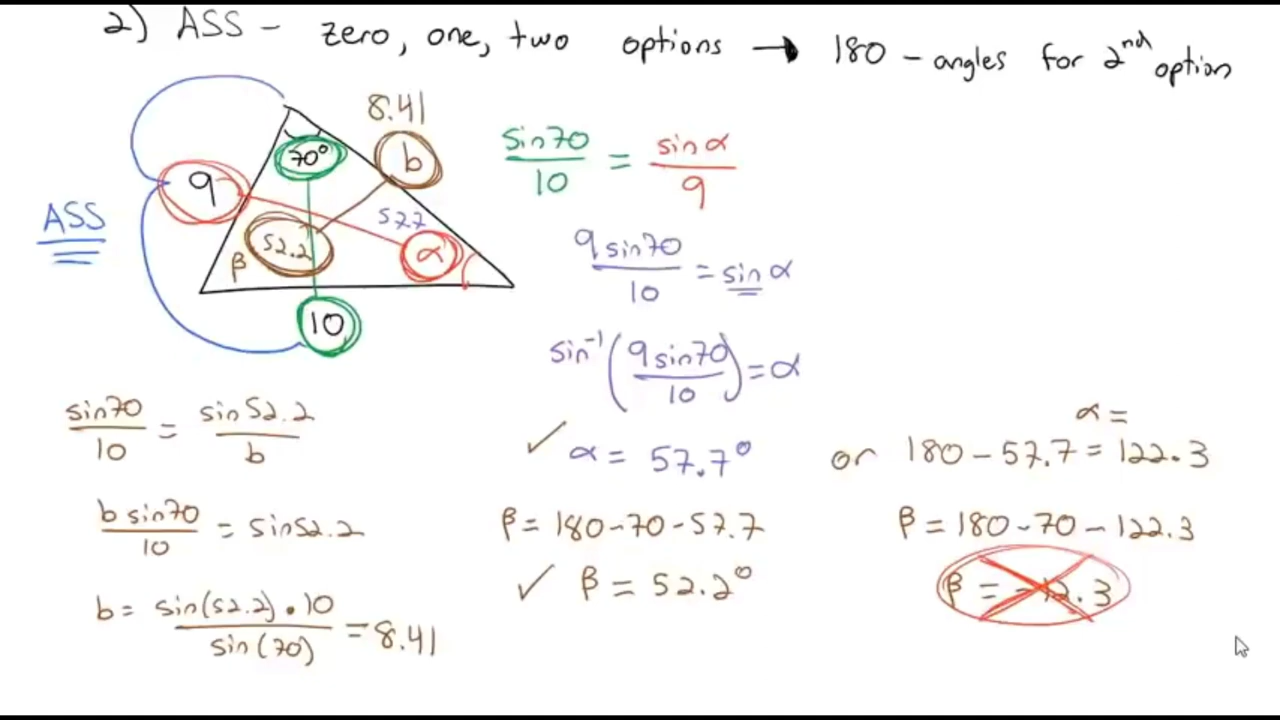 2) ASS - zero, one, two options → 180 - angles for 2nd option
8.41
70°
b
9
ASS
57.7
52.2
β
α
10
sin70/10 = sinα/9
9sin70/10 = sinα
sin⁻¹(9sin70/10) = α
✓ α = 57.7°
β = 180-70-57.7
✓ β = 52.2°
α =
or 180-57.7 = 122.3
β = 180-70-122.3
β = -12.3
sin70/10 = sin52.2/b
b sin70/10 = sin52.2
b = sin(52.2)•10/sin(70) = 8.41